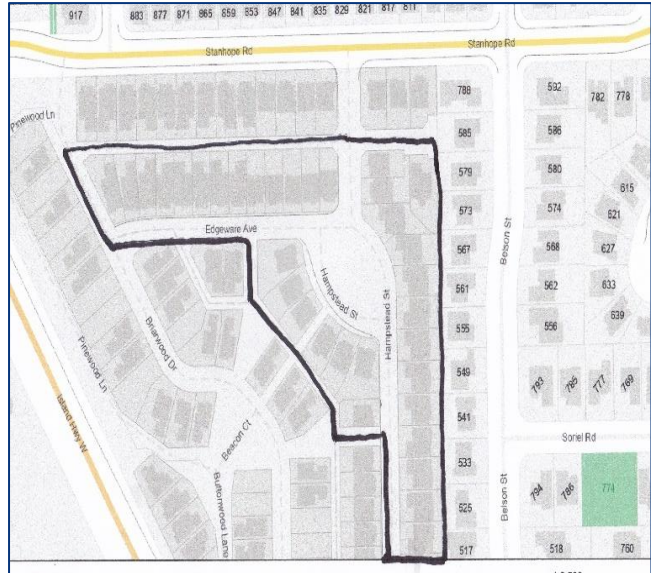 917
883 877 871 865 859 853 847 841 835 829 821 817 811
Stanhope Rd
Stanhope Rd
Pinewood Ln
788
592
782 778
585
586
579
580
615
573
574
621
Edgeware Ave
Belson St
567
568
627
Hampstead St
561
562
633
Hampstead St
555
556
639
Briarwood Dr
Pinewood Ln
549
793 785 777 769
Island Hwy W
541
Beacon Ct
Soriel Rd
533
794 786 774
Buttonwood Lane
525
Belson St
517
518
760